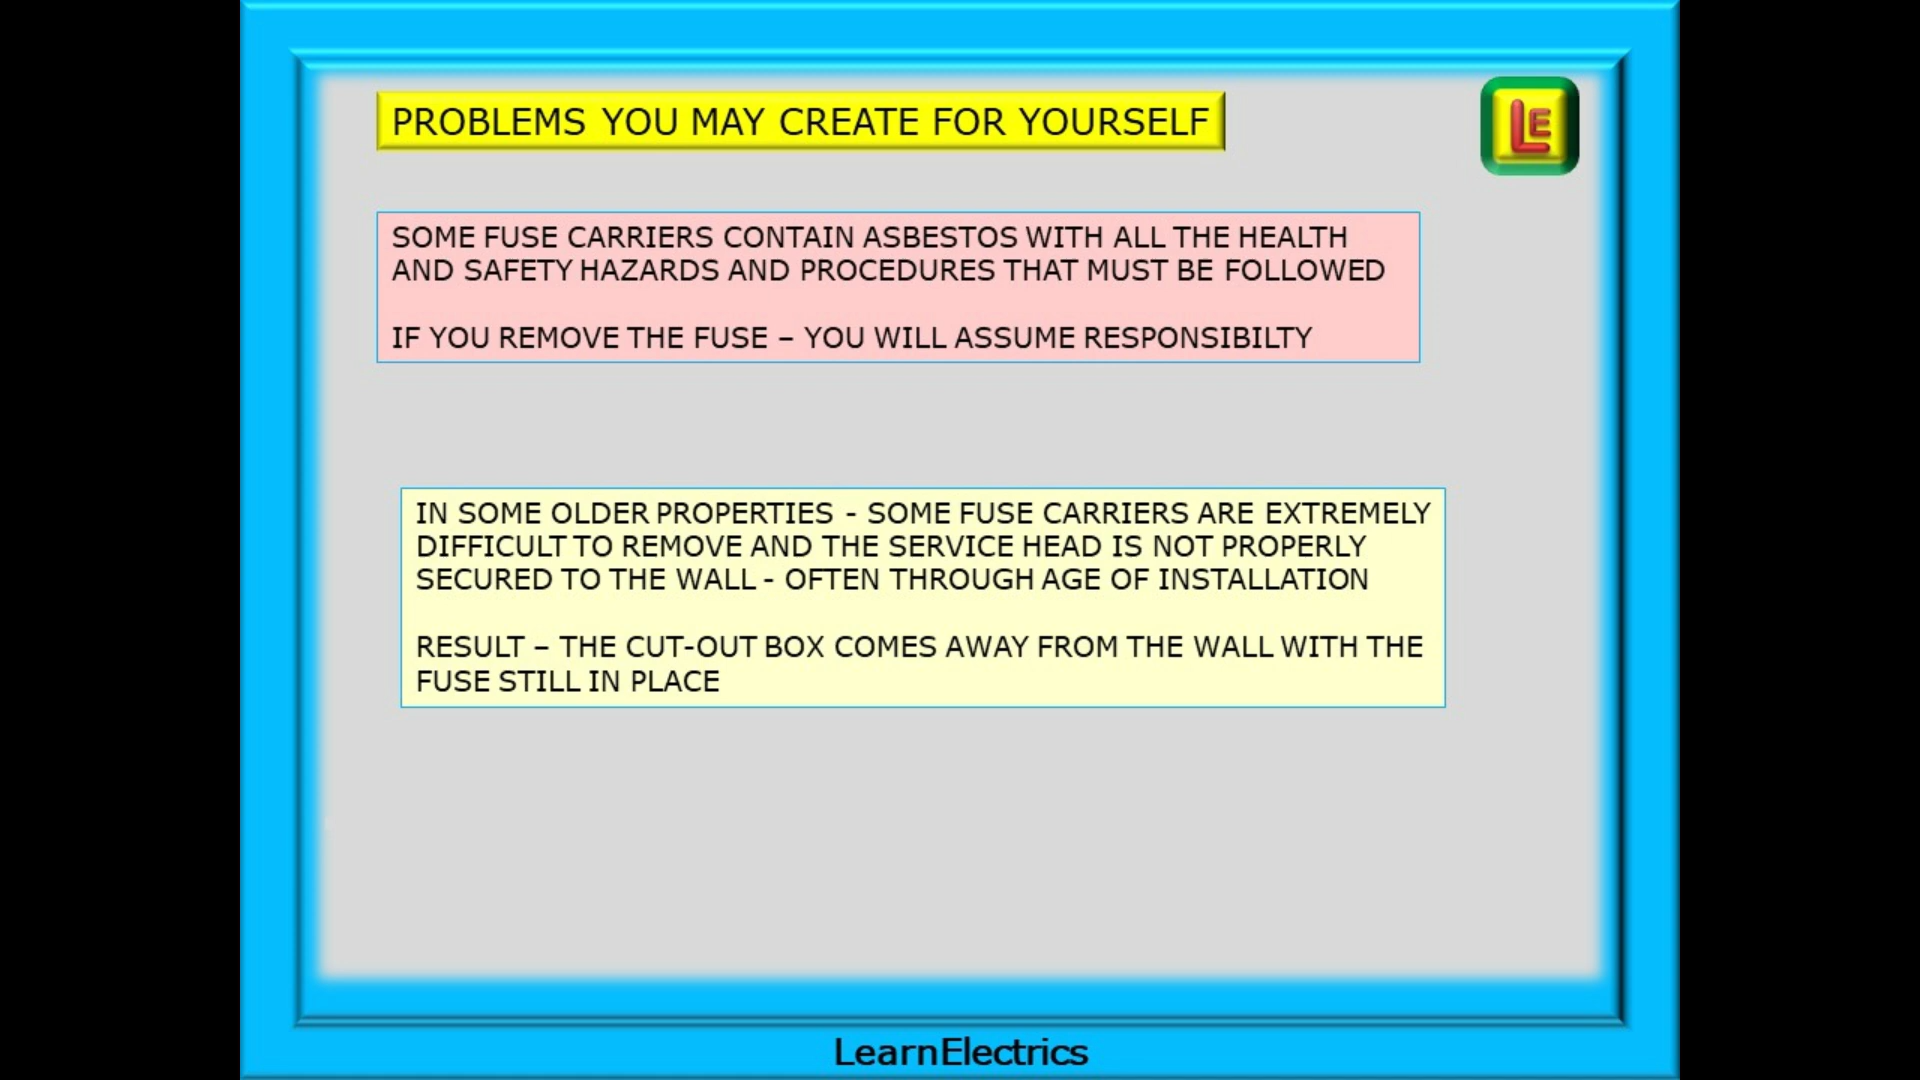 PROBLEMS YOU MAY CREATE FOR YOURSELF
LE
SOME FUSE CARRIERS CONTAIN ASBESTOS WITH ALL THE HEALTH
AND SAFETY HAZARDS AND PROCEDURES THAT MUST BE FOLLOWED
IF YOU REMOVE THE FUSE – YOU WILL ASSUME RESPONSIBILTY
IN SOME OLDER PROPERTIES - SOME FUSE CARRIERS ARE EXTREMELY
DIFFICULT TO REMOVE AND THE SERVICE HEAD IS NOT PROPERLY
SECURED TO THE WALL - OFTEN THROUGH AGE OF INSTALLATION
RESULT – THE CUT-OUT BOX COMES AWAY FROM THE WALL WITH THE
FUSE STILL IN PLACE
LearnElectrics